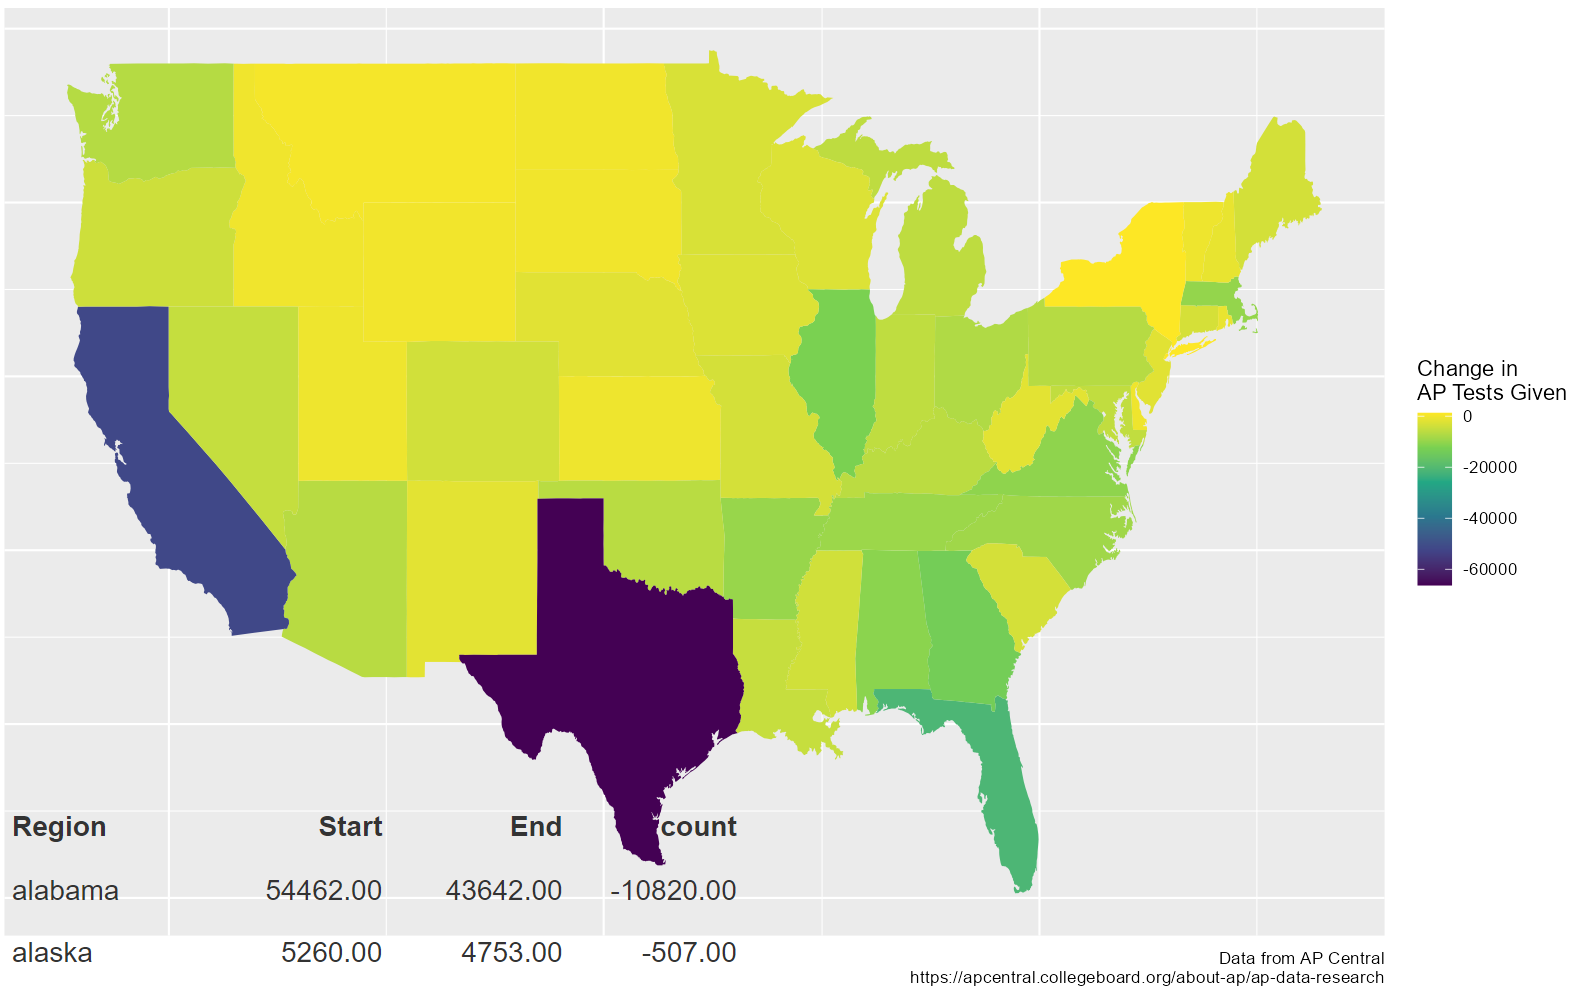 Change in
AP Tests Given
0
-20000
-40000
-60000
Region Start End count
alabama 54462.00 43642.00 -10820.00
alaska 5260.00 4753.00 -507.00
Data from AP Central
https://apcentral.collegeboard.org/about-ap/ap-data-research